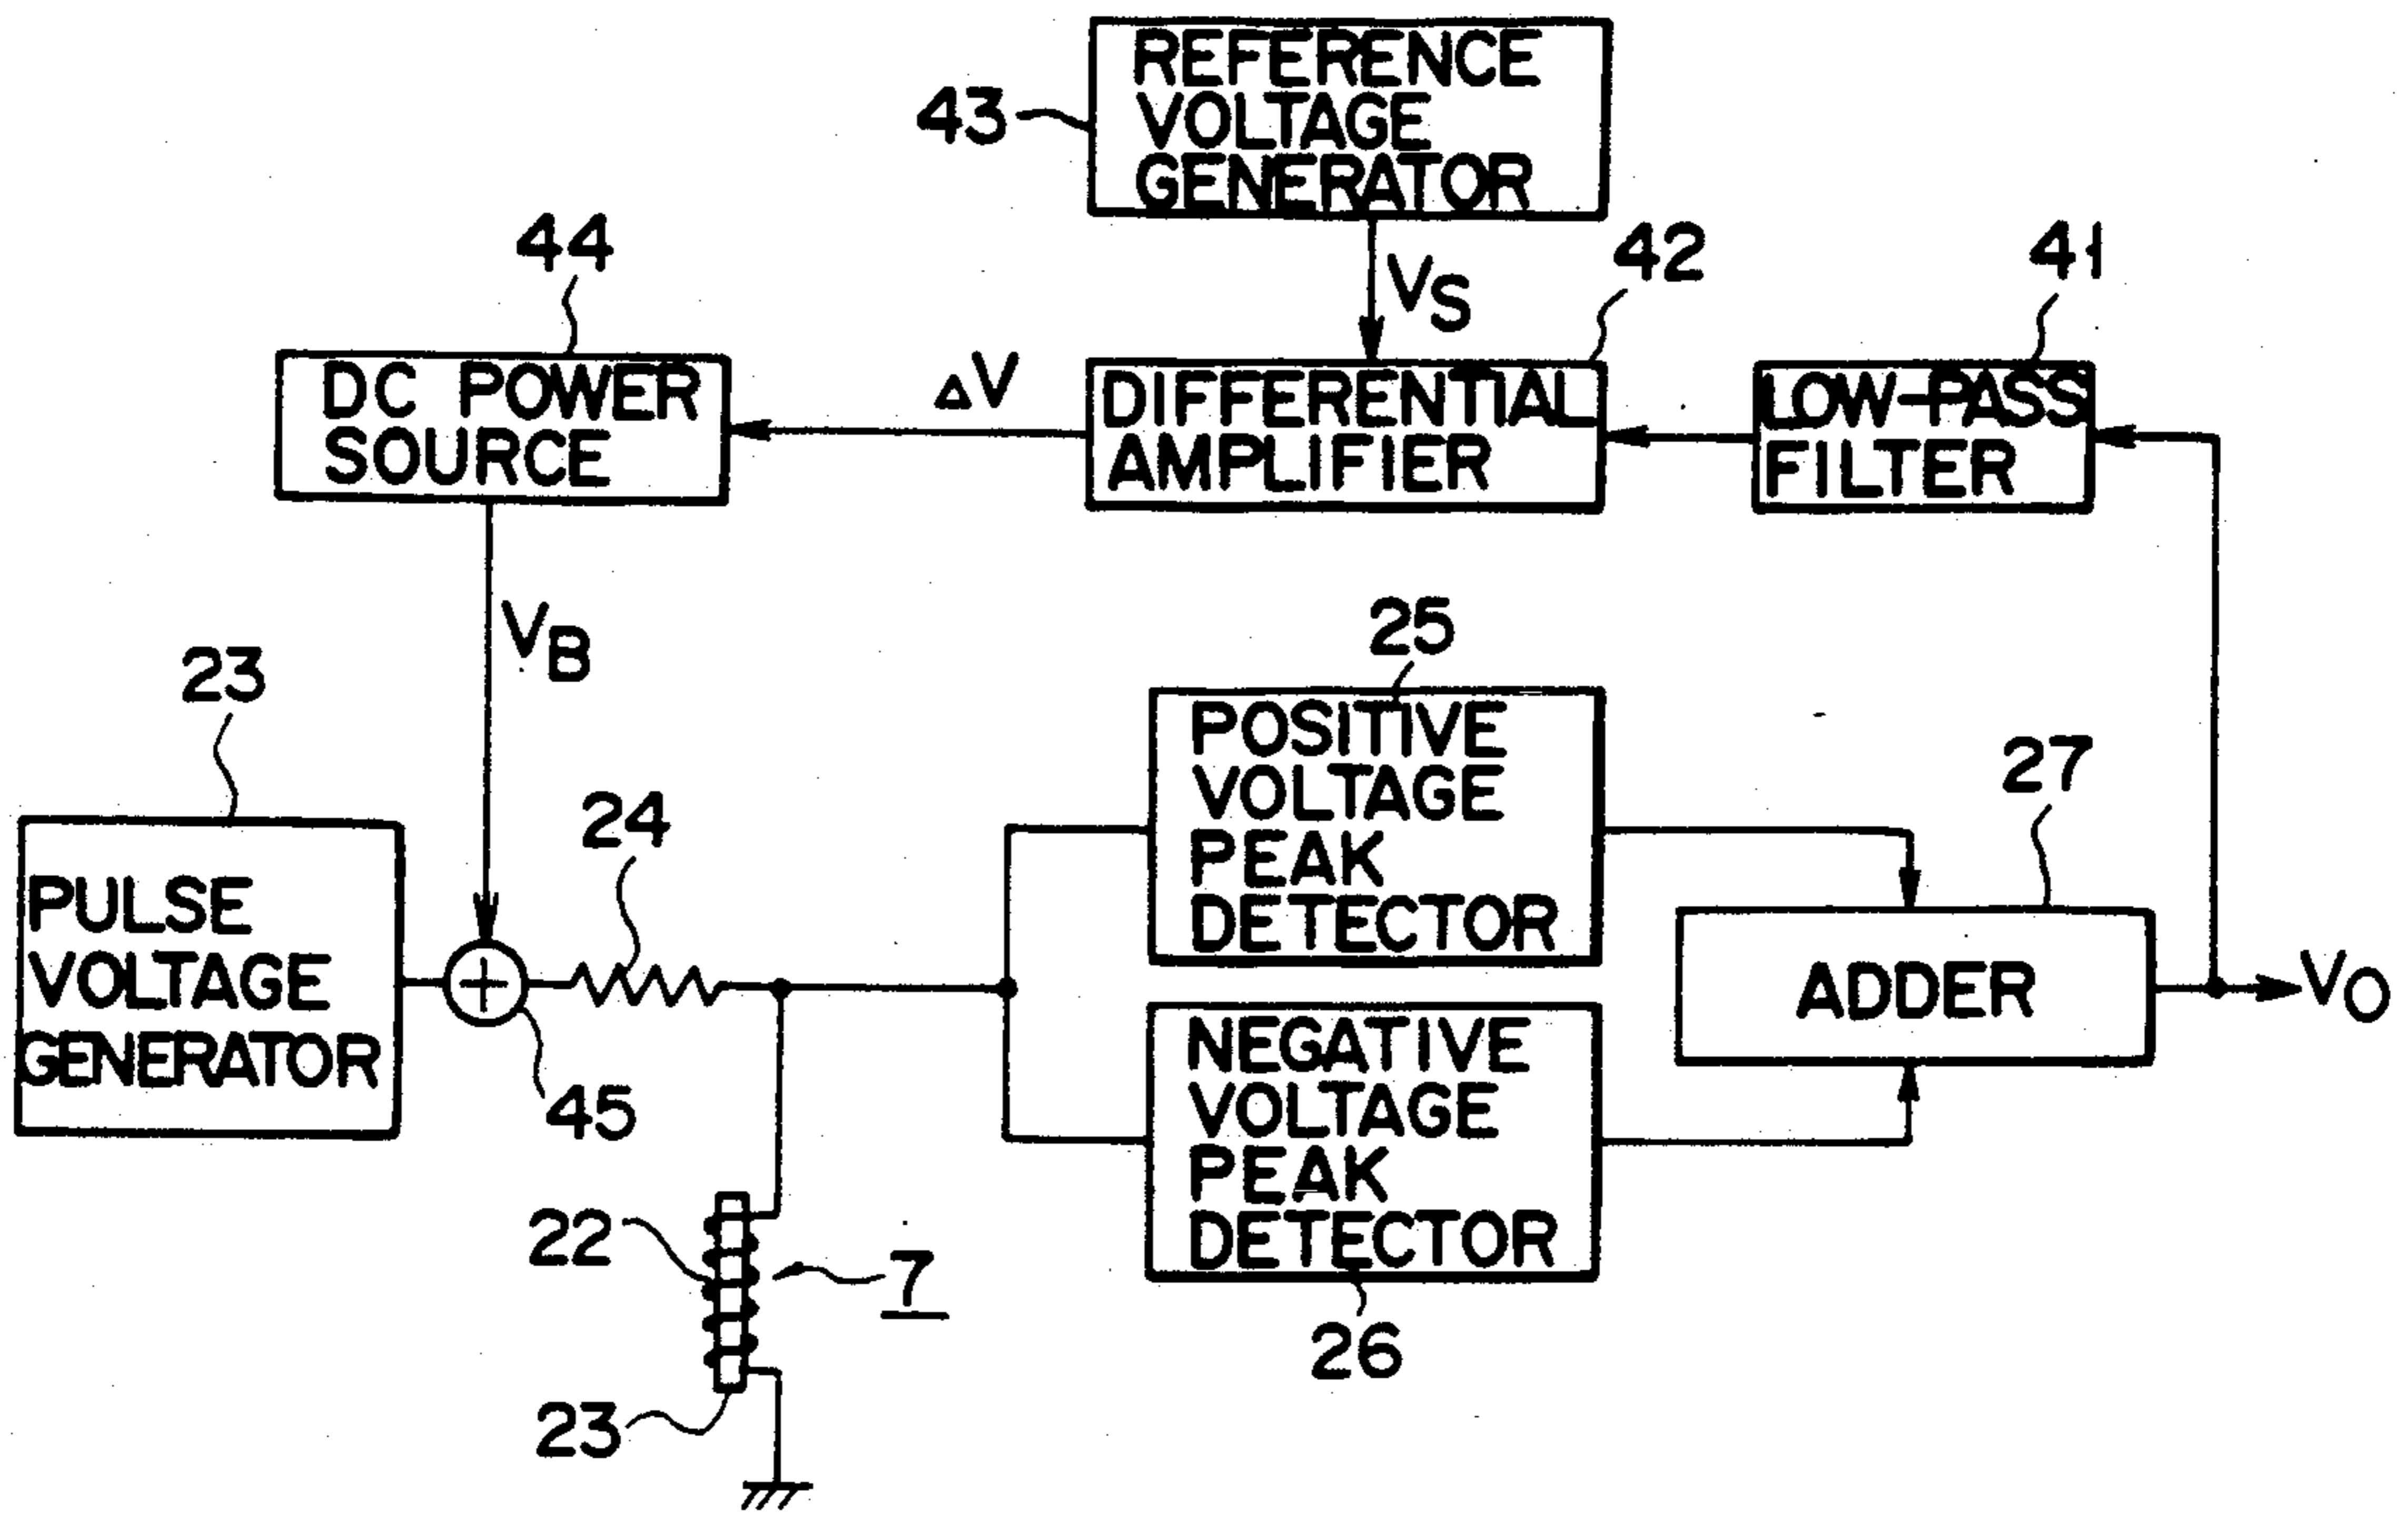 REFERENCE
VOLTAGE
GENERATOR
43
VS
44
42
41
DC POWER
SOURCE
ΔV
DIFFERENTIAL
AMPLIFIER
LOW-PASS
FILTER
VB
23
24
25
27
PULSE
VOLTAGE
GENERATOR
45
POSITIVE
VOLTAGE
PEAK
DETECTOR
ADDER
VO
NEGATIVE
VOLTAGE
PEAK
DETECTOR
22
7
23
26